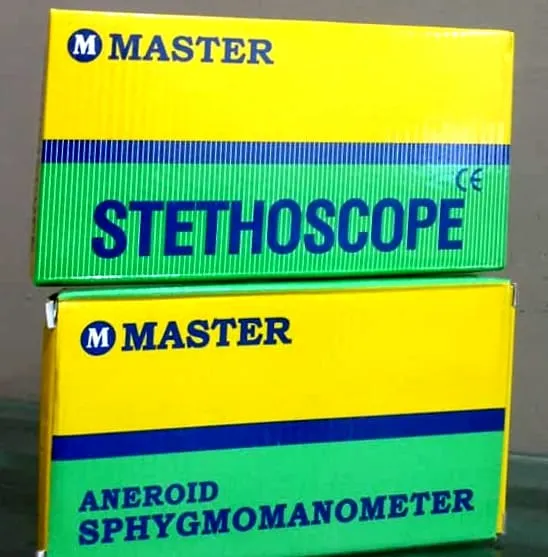 M MASTER
CE
STETHOSCOPE
M MASTER
ANEROID
SPHYGMOMANOMETER